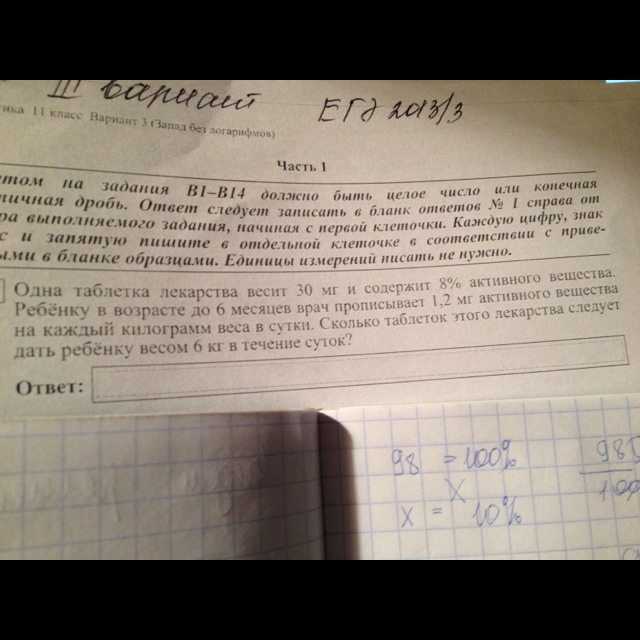 III вариант ЕГЭ 2013/3
тика 11 класс Вариант 3 (Запад без логарифмов)
Часть 1
етом на задания В1–В14 должно быть целое число или конечная
тичная дробь. Ответ следует записать в бланк ответов № 1 справа от
ра выполняемого задания, начиная с первой клеточки. Каждую цифру, знак
с и запятую пишите в отдельной клеточке в соответствии с приве-
ыми в бланке образцами. Единицы измерений писать не нужно.
Одна таблетка лекарства весит 30 мг и содержит 8% активного вещества.
Ребёнку в возрасте до 6 месяцев врач прописывает 1,2 мг активного вещества
на каждый килограмм веса в сутки. Сколько таблеток этого лекарства следует
дать ребёнку весом 6 кг в течение суток?
Ответ:
98 = 100%
X
x = 10%